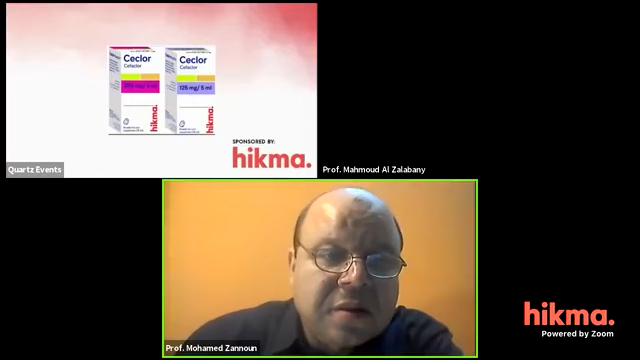 Ceclor
Cefaclor
hikma.
Ceclor
Cefaclor
125 mg/ 5 ml
hikma.
SPONSORED BY:
hikma.
Quartz Events
Prof. Mahmoud Al Zalabany
Prof. Mohamed Zannoun
hikma.
Powered by Zoom